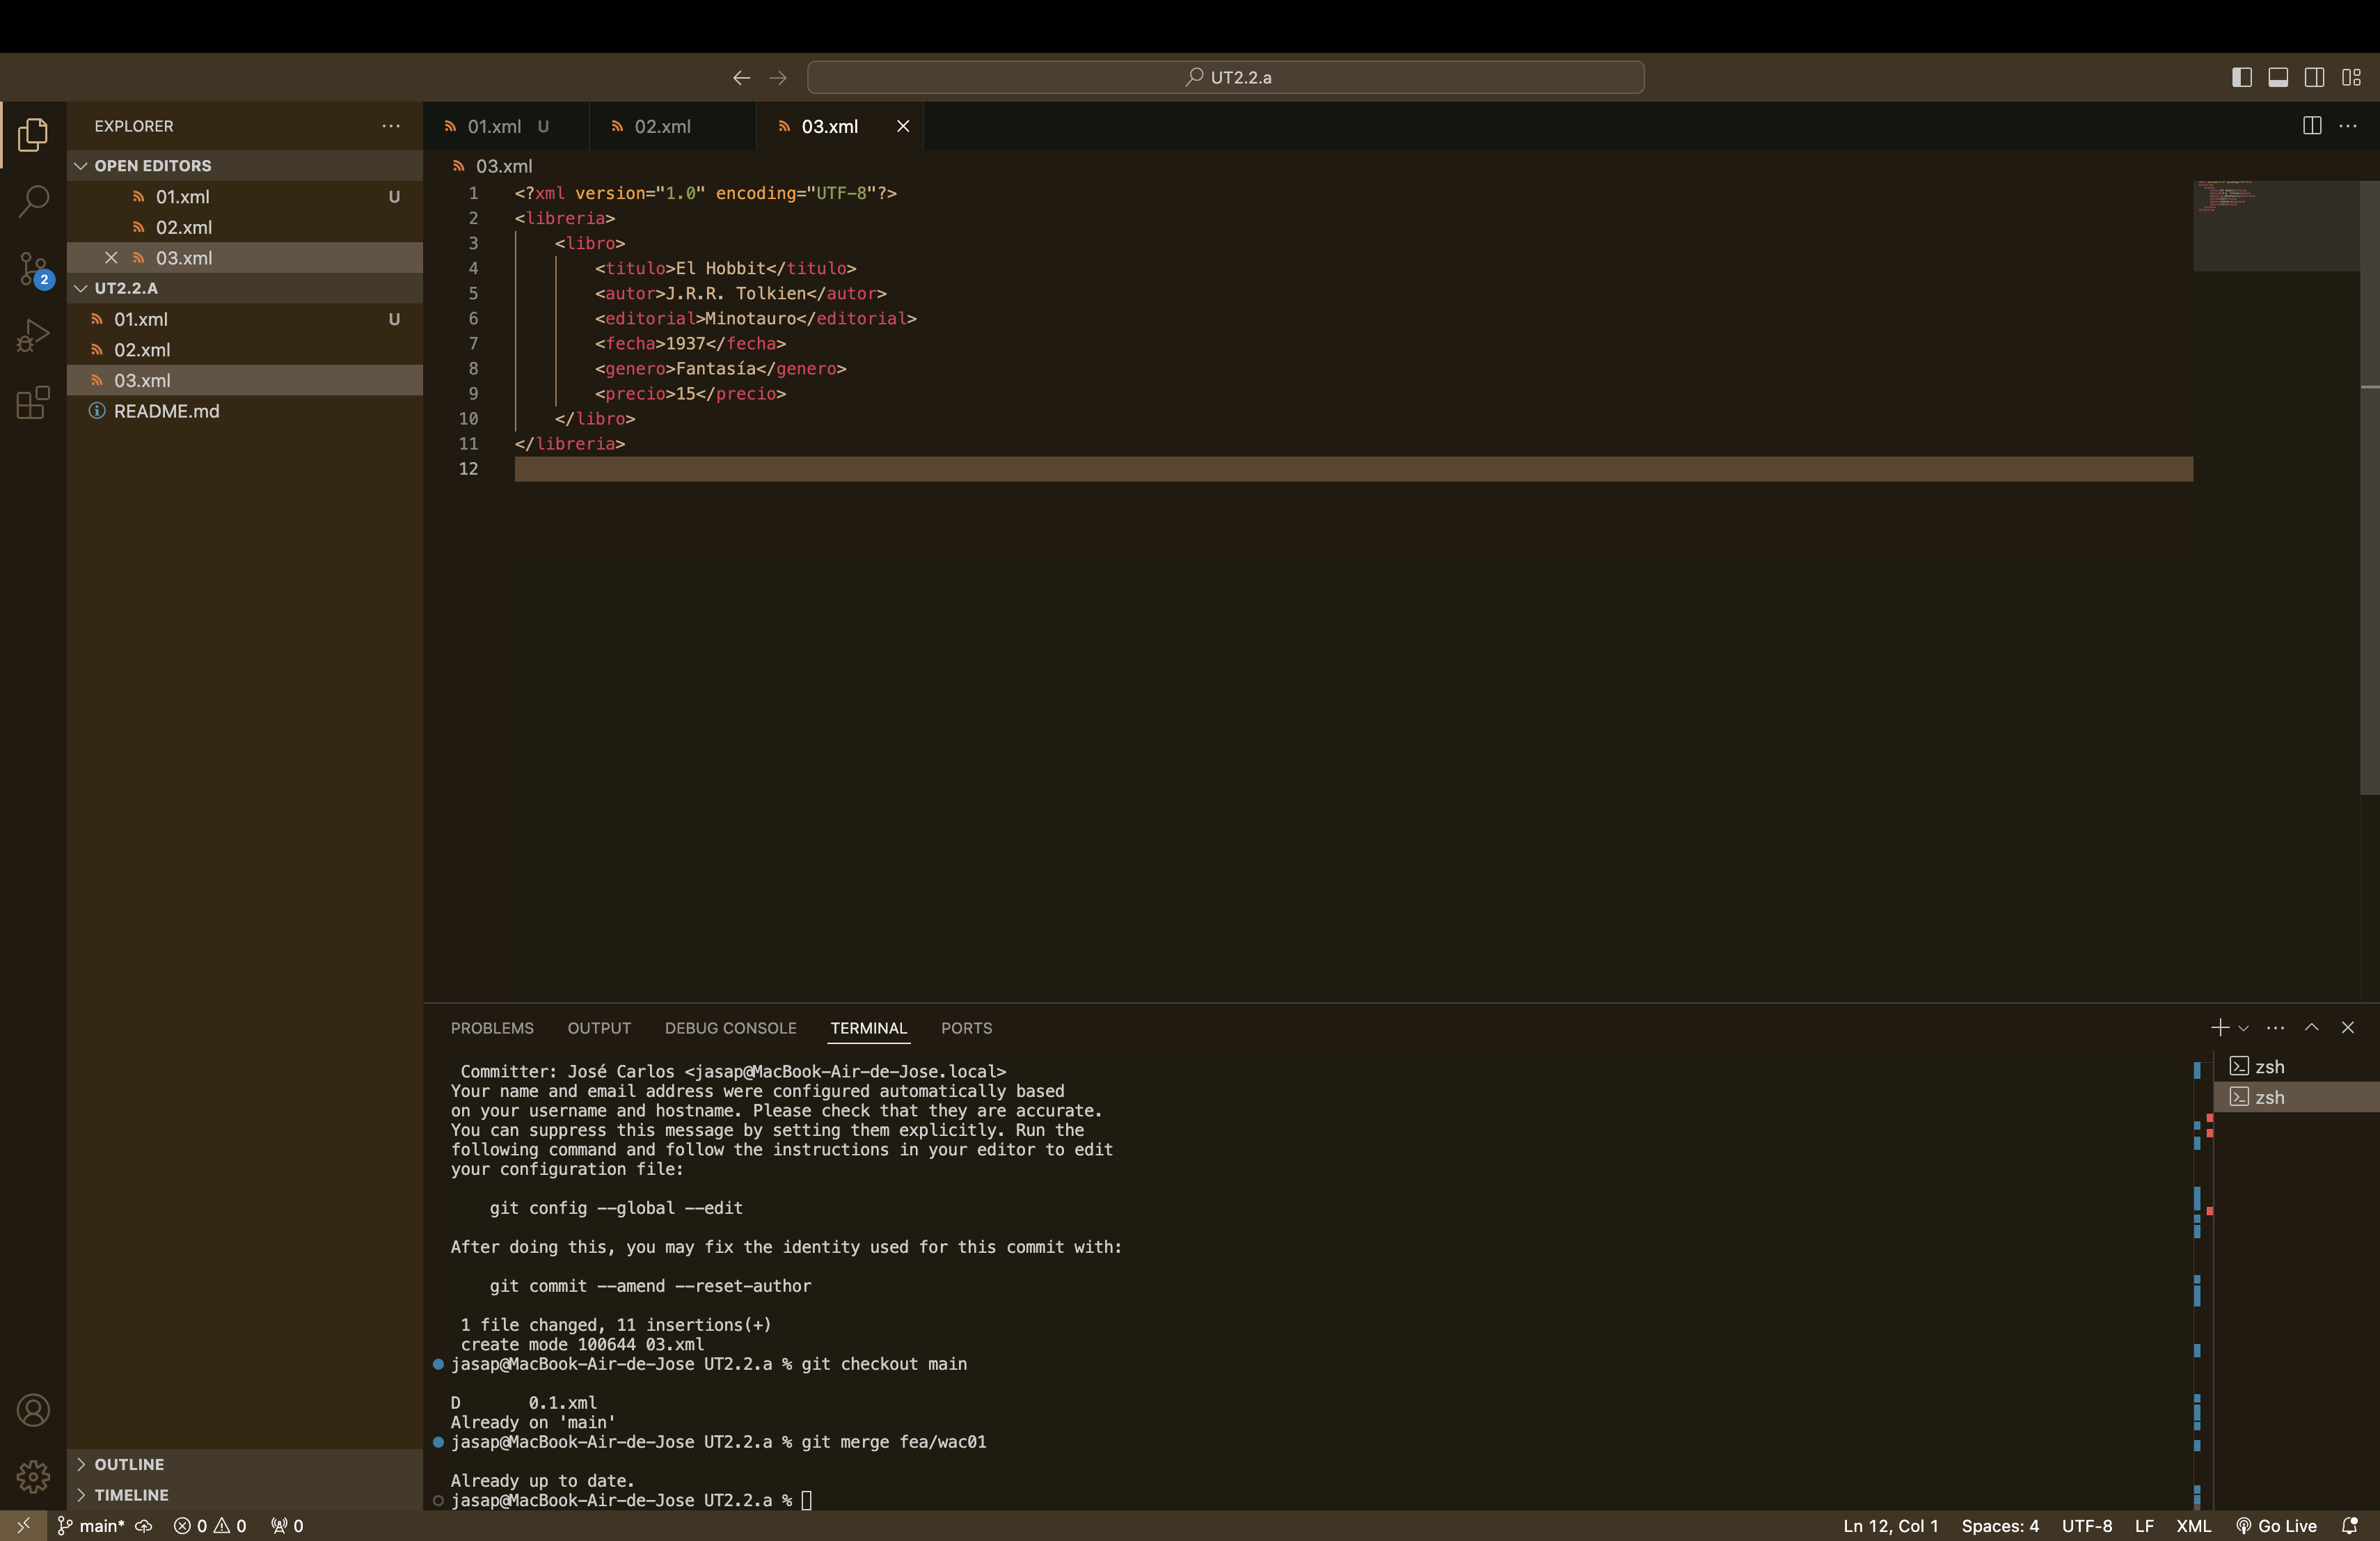 UT2.2.a
EXPLORER
OPEN EDITORS
01.xml U
02.xml
03.xml
UT2.2.A
01.xml U
02.xml
03.xml
README.md
OUTLINE
TIMELINE
01.xml U
02.xml
03.xml
03.xml
1 <?xml version="1.0" encoding="UTF-8"?>
2 <libreria>
3 <libro>
4 <titulo>El Hobbit</titulo>
5 <autor>J.R.R. Tolkien</autor>
6 <editorial>Minotauro</editorial>
7 <fecha>1937</fecha>
8 <genero>Fantasía</genero>
9 <precio>15</precio>
10 </libro>
11 </libreria>
12
2
PROBLEMS OUTPUT DEBUG CONSOLE TERMINAL PORTS
Committer: José Carlos <jasap@MacBook-Air-de-Jose.local>
Your name and email address were configured automatically based
on your username and hostname. Please check that they are accurate.
You can suppress this message by setting them explicitly. Run the
following command and follow the instructions in your editor to edit
your configuration file:
git config --global --edit
After doing this, you may fix the identity used for this commit with:
git commit --amend --reset-author
1 file changed, 11 insertions(+)
create mode 100644 03.xml
jasap@MacBook-Air-de-Jose UT2.2.a % git checkout main
D 0.1.xml
Already on 'main'
jasap@MacBook-Air-de-Jose UT2.2.a % git merge fea/wac01
Already up to date.
jasap@MacBook-Air-de-Jose UT2.2.a %
zsh
zsh
main* 0 0 0
Ln 12, Col 1 Spaces: 4 UTF-8 LF XML Go Live